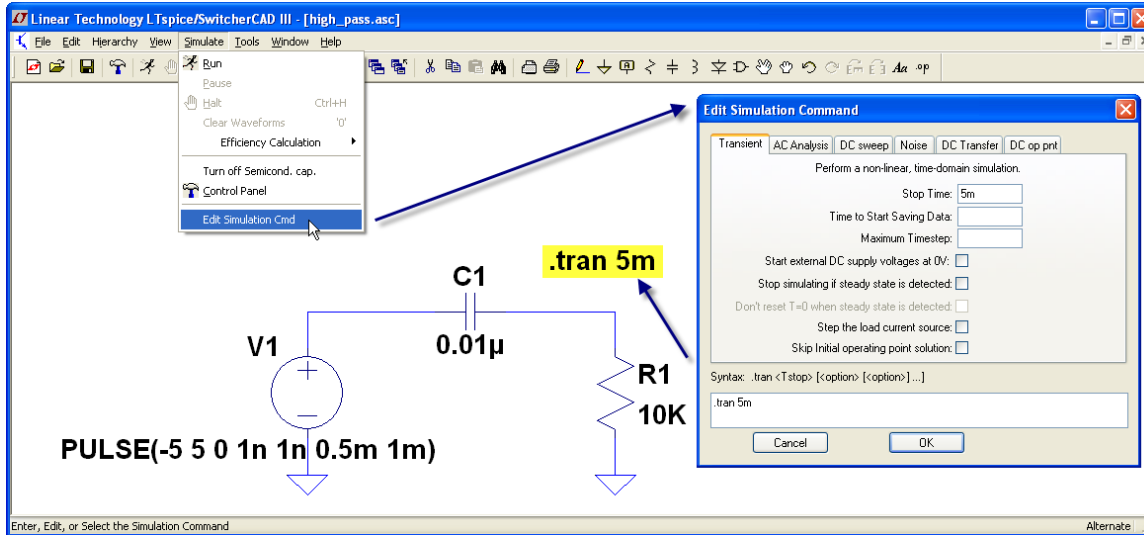 Linear Technology LTspice/SwitcherCAD III - [high_pass.asc]
File Edit Hierarchy View Simulate Tools Window Help
Aa .op
Run
Pause
Halt Ctrl+H
Clear Waveforms '0'
Efficiency Calculation
Turn off Semicond. cap.
Control Panel
Edit Simulation Cmd
Edit Simulation Command
Transient AC Analysis DC sweep Noise DC Transfer DC op pnt
Perform a non-linear, time-domain simulation.
Stop Time: 5m
Time to Start Saving Data:
Maximum Timestep:
Start external DC supply voltages at 0V:
Stop simulating if steady state is detected:
Don't reset T=0 when steady state is detected:
Step the load current source:
Skip Initial operating point solution:
Syntax: .tran <Tstop> [<option> [<option>] ...]
.tran 5m
Cancel OK
.tran 5m
C1
0.01µ
V1
R1
10K
PULSE(-5 5 0 1n 1n 0.5m 1m)
Enter, Edit, or Select the Simulation Command Alternate